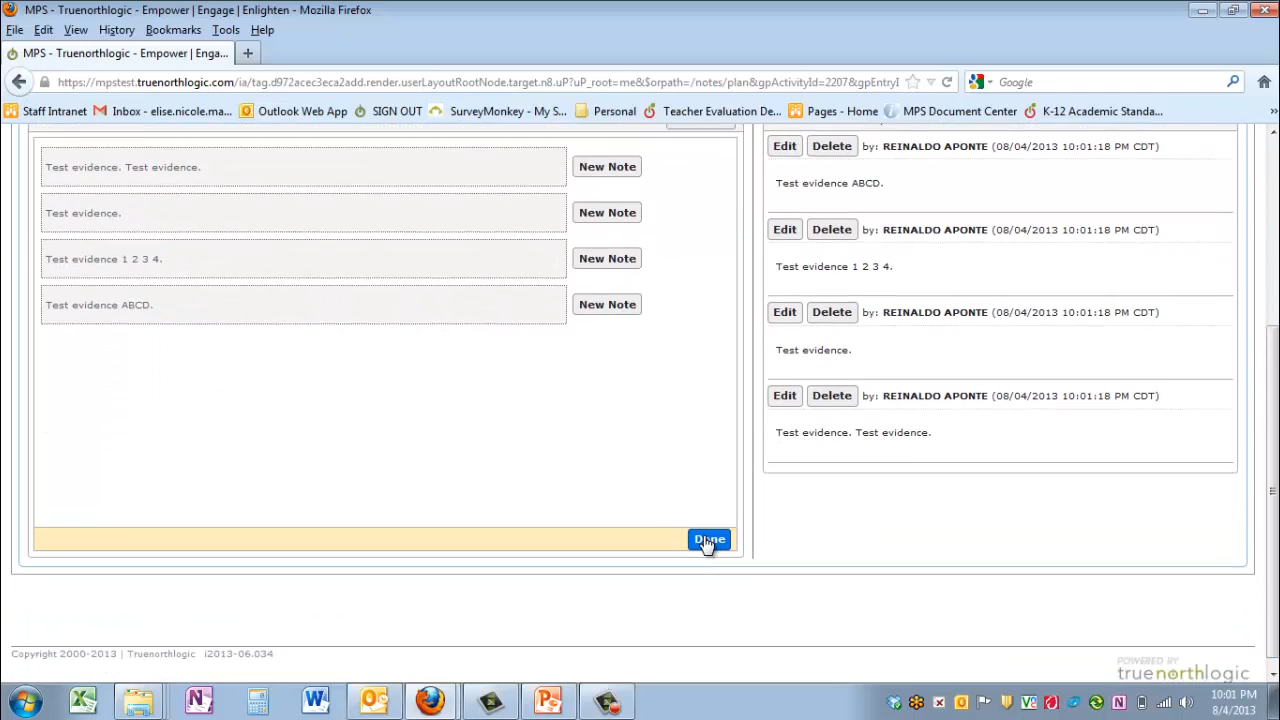 MPS - Truenorthlogic - Empower | Engage | Enlighten - Mozilla Firefox
File Edit View History Bookmarks Tools Help
MPS - Truenorthlogic - Empower | Enga...
https://mpstest.truenorthlogic.com/ia/tag.d972acec3eca2add.render.userLayoutRootNode.target.n8.uP?uP_root=me&$orpath=/notes/plan&gpActivityId=2207&gpEntryI
Google
Staff Intranet Inbox - elise.nicole.ma... Outlook Web App SIGN OUT SurveyMonkey - My S... Personal Teacher Evaluation De... Pages - Home MPS Document Center K-12 Academic Standa...
Test evidence. Test evidence. New Note
Test evidence. New Note
Test evidence 1 2 3 4. New Note
Test evidence ABCD. New Note
Done
Edit Delete by: REINALDO APONTE (08/04/2013 10:01:18 PM CDT)
Test evidence ABCD.
Edit Delete by: REINALDO APONTE (08/04/2013 10:01:18 PM CDT)
Test evidence 1 2 3 4.
Edit Delete by: REINALDO APONTE (08/04/2013 10:01:18 PM CDT)
Test evidence.
Edit Delete by: REINALDO APONTE (08/04/2013 10:01:18 PM CDT)
Test evidence. Test evidence.
Copyright 2000-2013 | Truenorthlogic i2013-06.034
POWERED BY
truenorthlogic
10:01 PM
8/4/2013